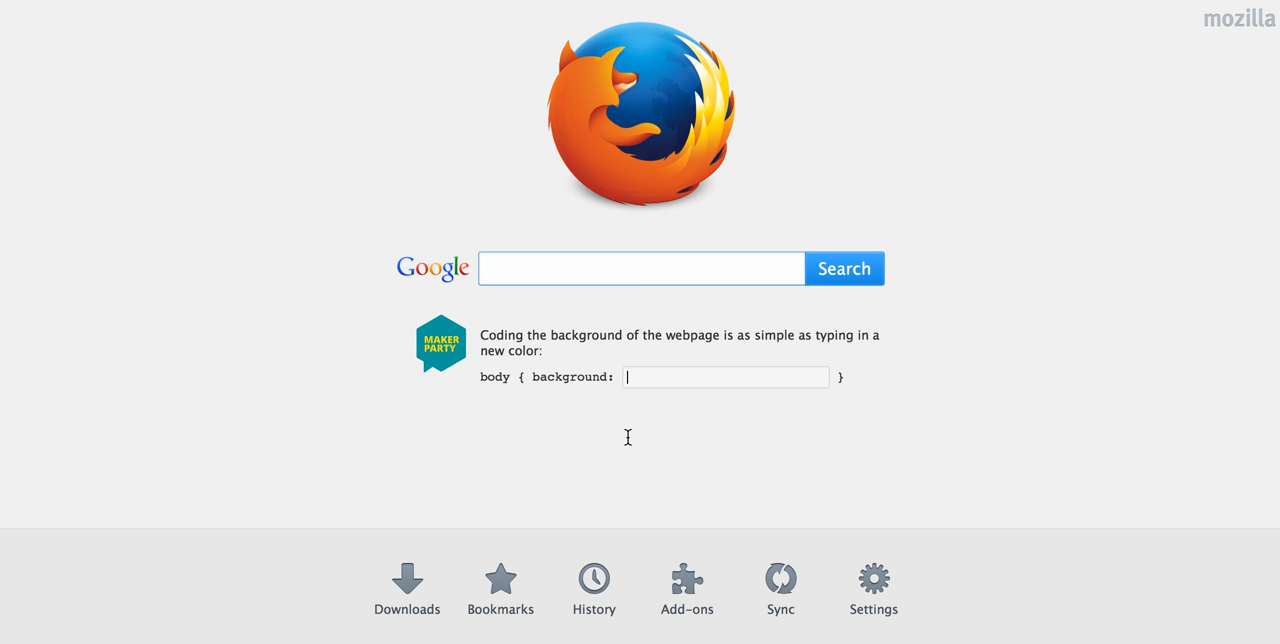 mozilla
Google
Search
MAKER
PARTY
Coding the background of the webpage is as simple as typing in a
new color:
body { background: }
Downloads Bookmarks History Add-ons Sync Settings